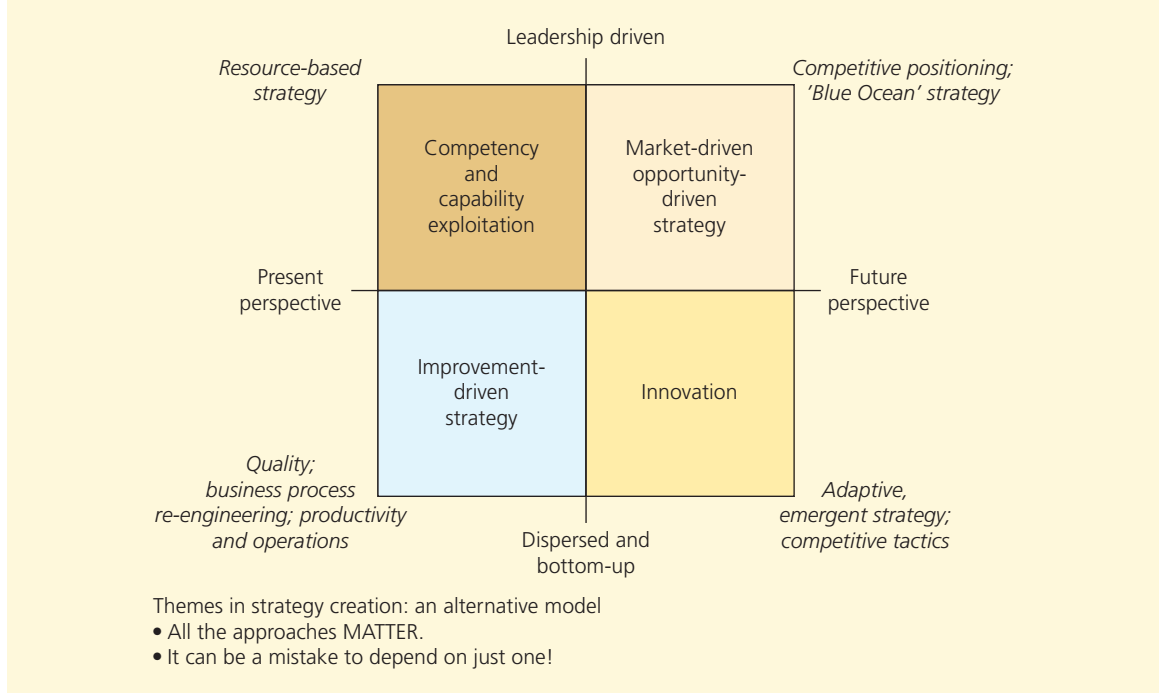 Leadership driven
Resource-based
strategy
Competitive positioning;
‘Blue Ocean’ strategy
Competency
and
capability
exploitation
Market-driven
opportunity-
driven
strategy
Present
perspective
Future
perspective
Improvement-
driven
strategy
Innovation
Quality;
business process
re-engineering; productivity
and operations
Adaptive,
emergent strategy;
competitive tactics
Dispersed and
bottom-up
Themes in strategy creation: an alternative model
• All the approaches MATTER.
• It can be a mistake to depend on just one!